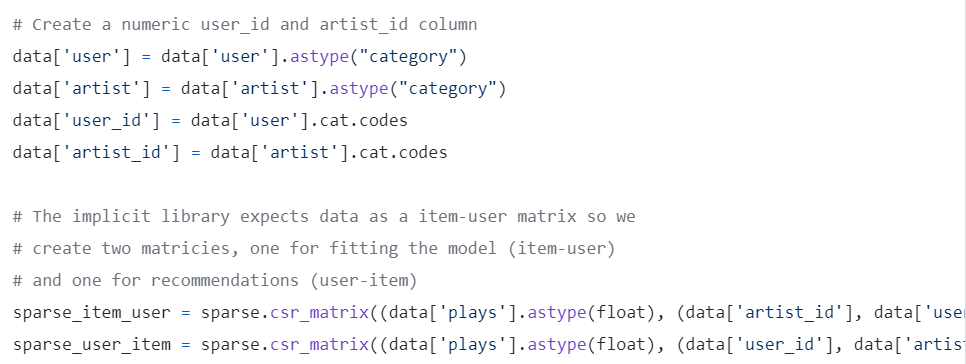 # Create a numeric user_id and artist_id column
data['user'] = data['user'].astype("category")
data['artist'] = data['artist'].astype("category")
data['user_id'] = data['user'].cat.codes
data['artist_id'] = data['artist'].cat.codes
# The implicit library expects data as a item-user matrix so we
# create two matricies, one for fitting the model (item-user)
# and one for recommendations (user-item)
sparse_item_user = sparse.csr_matrix((data['plays'].astype(float), (data['artist_id'], data['use
sparse_user_item = sparse.csr_matrix((data['plays'].astype(float), (data['user_id'], data['artis